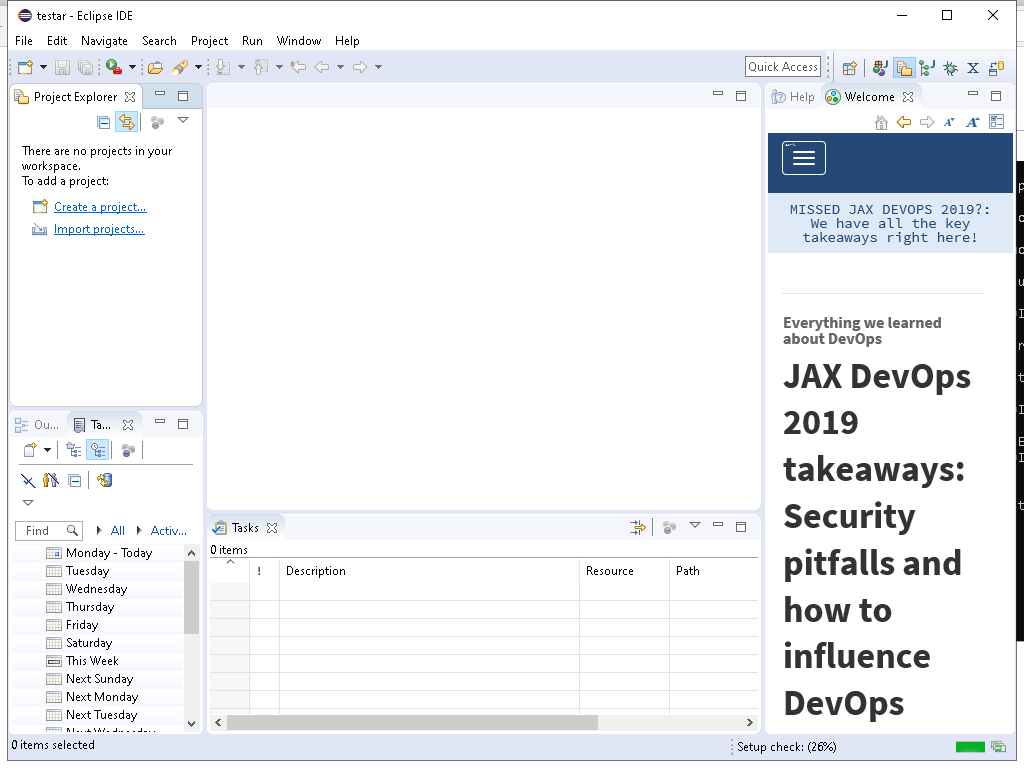 testar - Eclipse IDE
File Edit Navigate Search Project Run Window Help
Quick Access
Project Explorer
There are no projects in your
workspace.
To add a project:
Create a project...
Import projects...
Ou...
Ta...
Find
All
Activ...
Monday - Today
Tuesday
Wednesday
Thursday
Friday
Saturday
This Week
Next Sunday
Next Monday
Next Tuesday
Next Wednesday
0 items selected
Tasks
0 items
! Description Resource Path
Help
Welcome
MISSED JAX DEVOPS 2019?:
We have all the key
takeaways right here!
Everything we learned
about DevOps
JAX DevOps
2019
takeaways:
Security
pitfalls and
how to
influence
DevOps
Setup check: (26%)